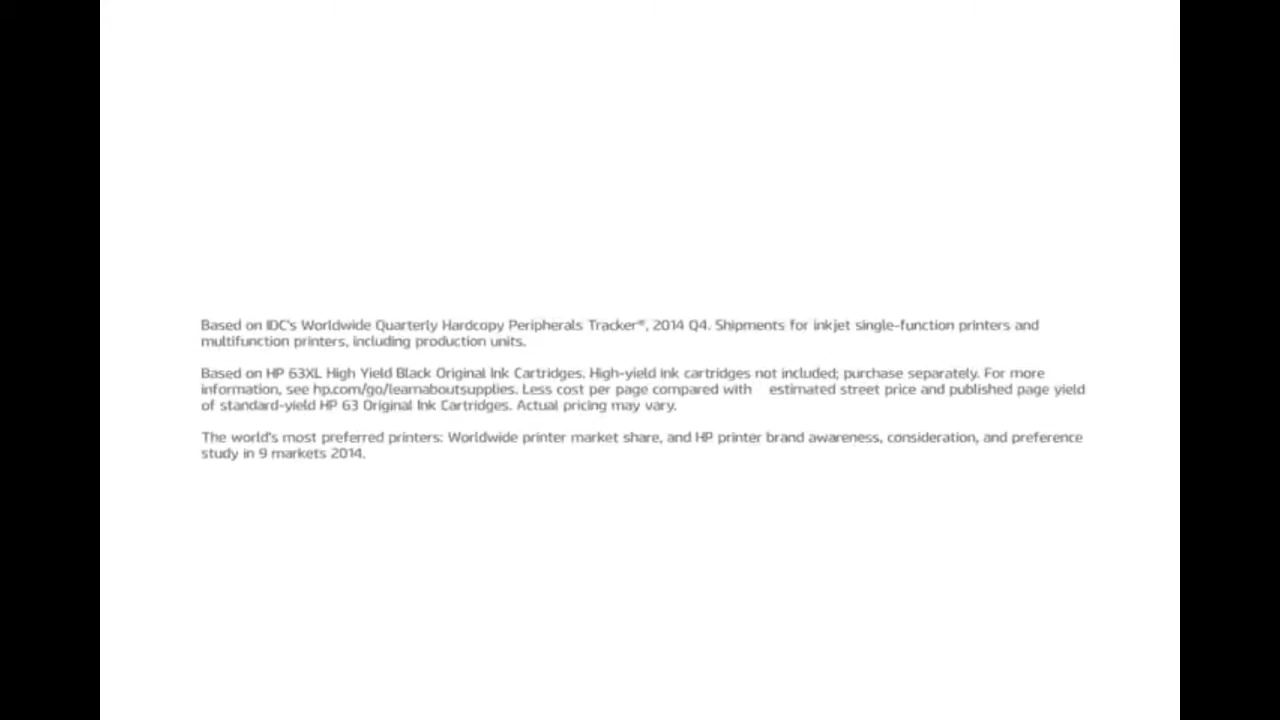 Based on IDC's Worldwide Quarterly Hardcopy Peripherals Tracker®, 2014 Q4. Shipments for inkjet single-function printers and
multifunction printers, including production units.
Based on HP 63XL High Yield Black Original Ink Cartridges. High-yield ink cartridges not included; purchase separately. For more
information, see hp.com/go/learnaboutsupplies. Less cost per page compared with estimated street price and published page yield
of standard-yield HP 63 Original Ink Cartridges. Actual pricing may vary.
The world's most preferred printers: Worldwide printer market share, and HP printer brand awareness, consideration, and preference
study in 9 markets 2014.